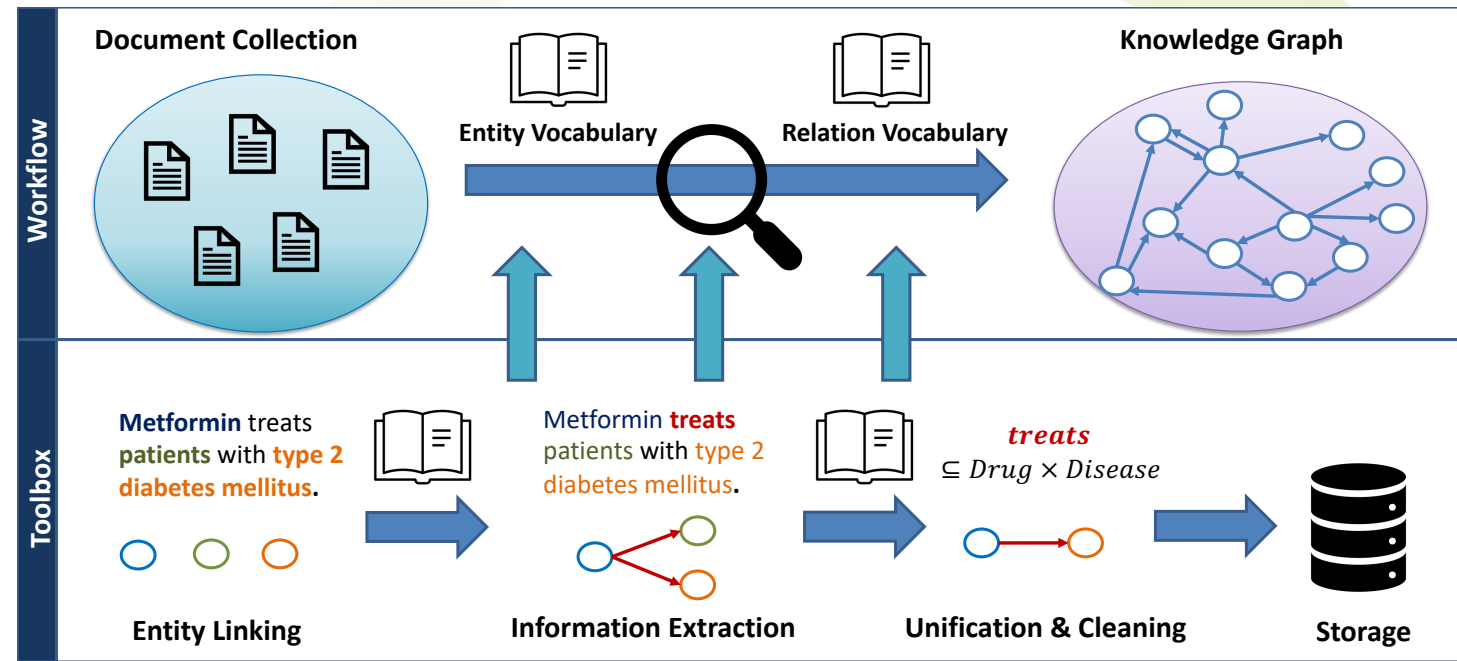 Workflow
Document Collection
Entity Vocabulary
Relation Vocabulary
Knowledge Graph
Toolbox
Metformin treats
patients with type 2
diabetes mellitus.
Entity Linking
Metformin treats
patients with type 2
diabetes mellitus.
Information Extraction
treats
⊆ Drug × Disease
Unification & Cleaning
Storage